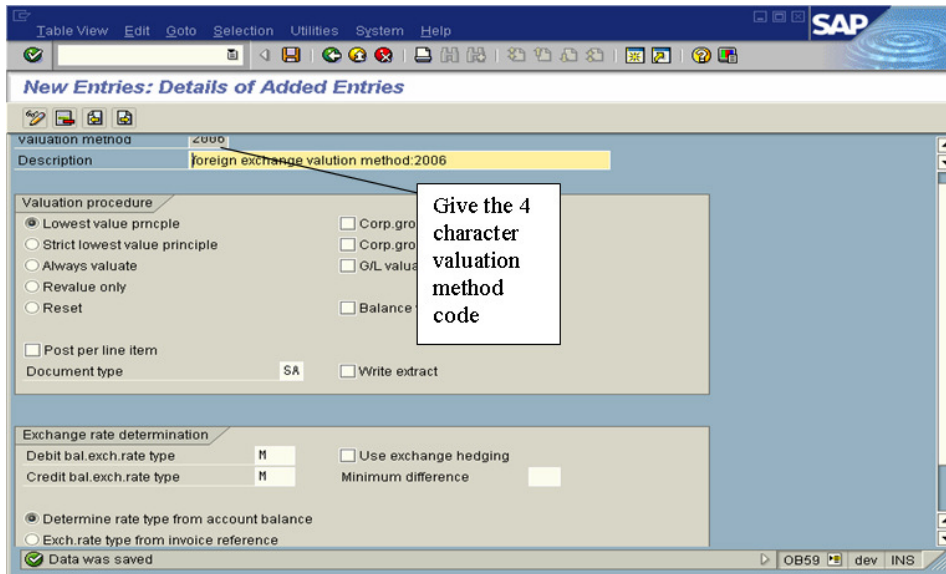 Table View Edit Goto Selection Utilities System Help
SAP
New Entries: Details of Added Entries
Valuation method 2006
Description foreign exchange valution method:2006
Valuation procedure
Lowest value prncple Corp.gro
Strict lowest value principle Corp.gro
Always valuate G/L valua
Revalue only
Reset Balance
Give the 4
character
valuation
method
code
Post per line item
Document type SA Write extract
Exchange rate determination
Debit bal.exch.rate type M Use exchange hedging
Credit bal.exch.rate type M Minimum difference
Determine rate type from account balance
Exch.rate type from invoice reference
Data was saved OB59 dev INS